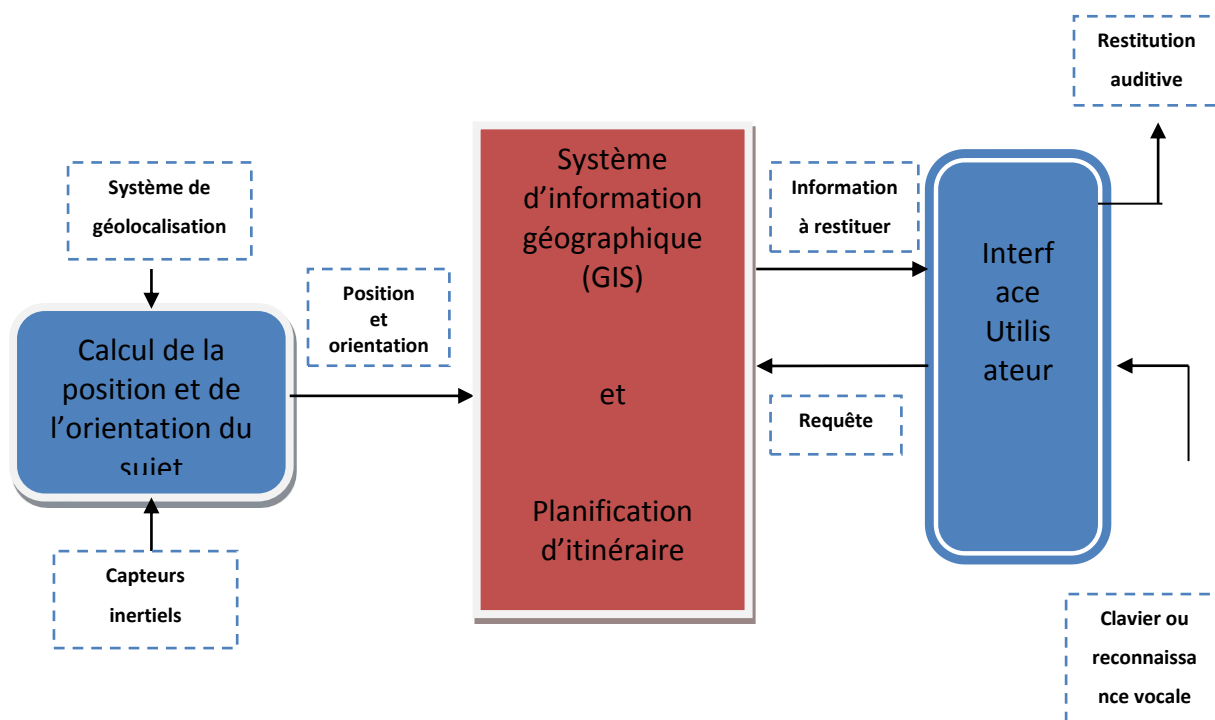 Restitution
auditive
Système de
géolocalisation
Calcul de la
position et de
l'orientation du
sujet
Capteurs
inertiels
Position
et
orientation
Système
d'information
géographique
(GIS)
et
Planification
d'itinéraire
Information
à restituer
Requête
Interf
ace
Utilis
ateur
Clavier ou
reconnaissa
nce vocale